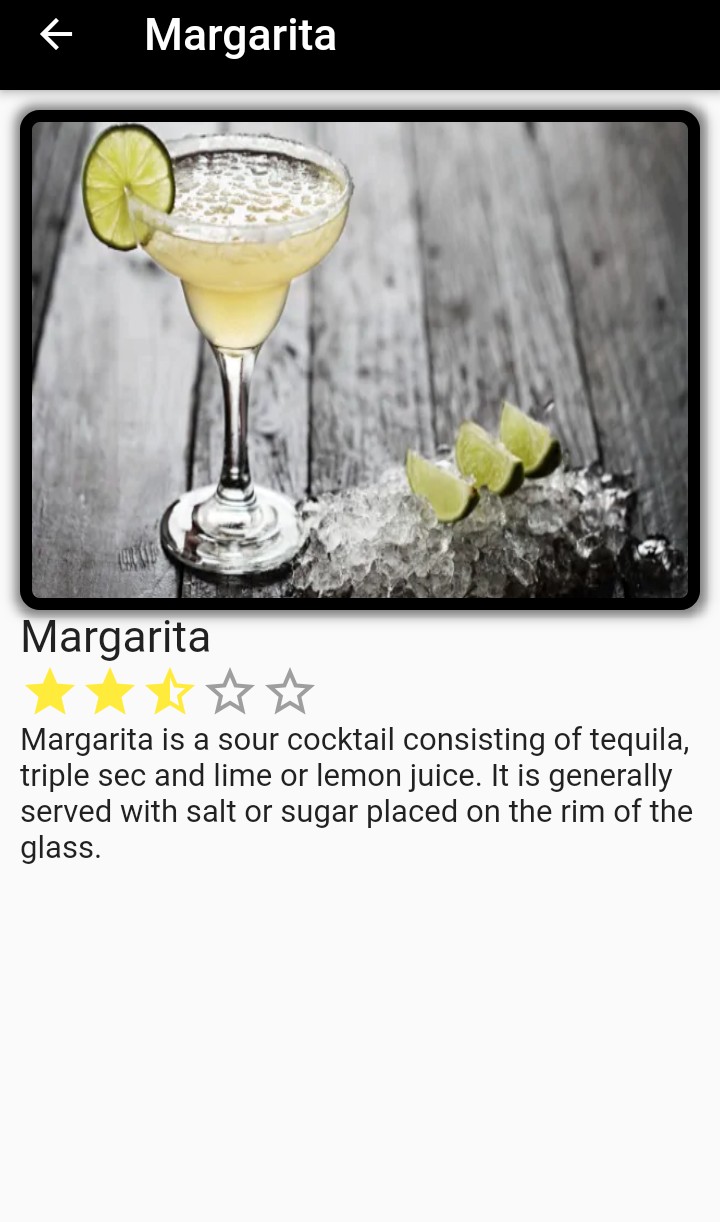 Margarita
Margarita
Margarita is a sour cocktail consisting of tequila,
triple sec and lime or lemon juice. It is generally
served with salt or sugar placed on the rim of the
glass.